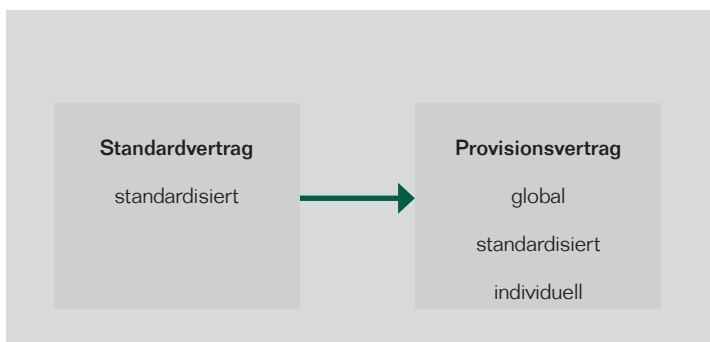 Standardvertrag
standardisiert
Provisionsvertrag
global
standardisiert
individuell